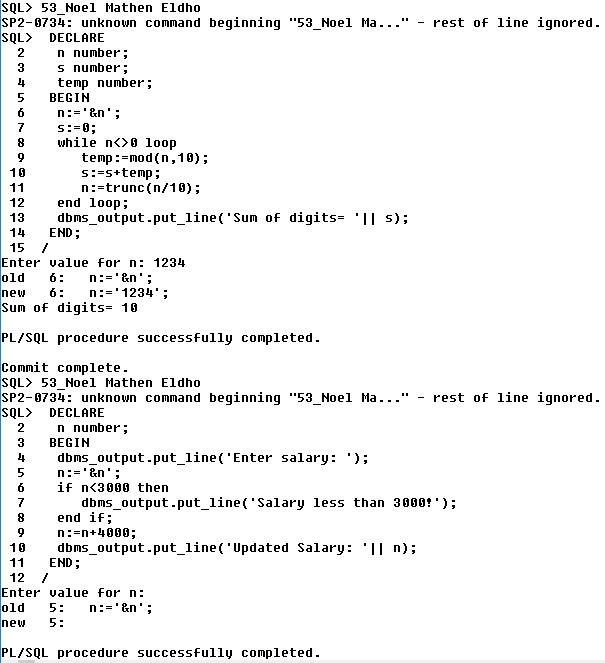 SQL> 53_Noel Mathen Eldho
SP2-0734: unknown command beginning "53_Noel Ma..." - rest of line ignored.
SQL>  DECLARE
  2    n number;
  3    s number;
  4    temp number;
  5   BEGIN
  6    n:='&n';
  7    s:=0;
  8    while n<>0 loop
  9       temp:=mod(n,10);
 10       s:=s+temp;
 11       n:=trunc(n/10);
 12    end loop;
 13    dbms_output.put_line('Sum of digits= '|| s);
 14   END;
 15  /
Enter value for n: 1234
old   6:   n:='&n';
new   6:   n:='1234';
Sum of digits= 10
PL/SQL procedure successfully completed.
Commit complete.
SQL> 53_Noel Mathen Eldho
SP2-0734: unknown command beginning "53_Noel Ma..." - rest of line ignored.
SQL>  DECLARE
  2    n number;
  3   BEGIN
  4    dbms_output.put_line('Enter salary: ');
  5    n:='&n';
  6    if n<3000 then
  7       dbms_output.put_line('Salary less than 3000!');
  8    end if;
  9    n:=n+4000;
 10    dbms_output.put_line('Updated Salary: '|| n);
 11   END;
 12  /
Enter value for n:
old   5:   n:='&n';
new   5:
PL/SQL procedure successfully completed.